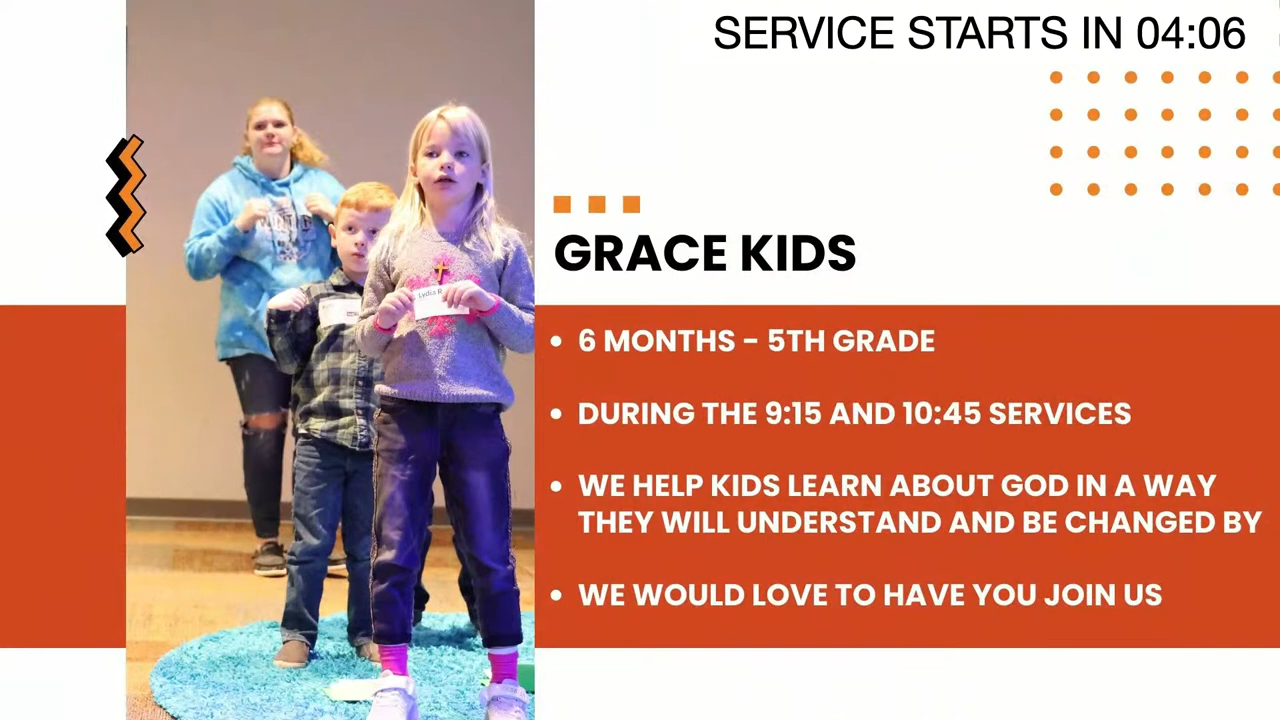 SERVICE STARTS IN 04:06
GRACE KIDS
• 6 MONTHS - 5TH GRADE
• DURING THE 9:15 AND 10:45 SERVICES
• WE HELP KIDS LEARN ABOUT GOD IN A WAY
THEY WILL UNDERSTAND AND BE CHANGED BY
• WE WOULD LOVE TO HAVE YOU JOIN US
Lydia R